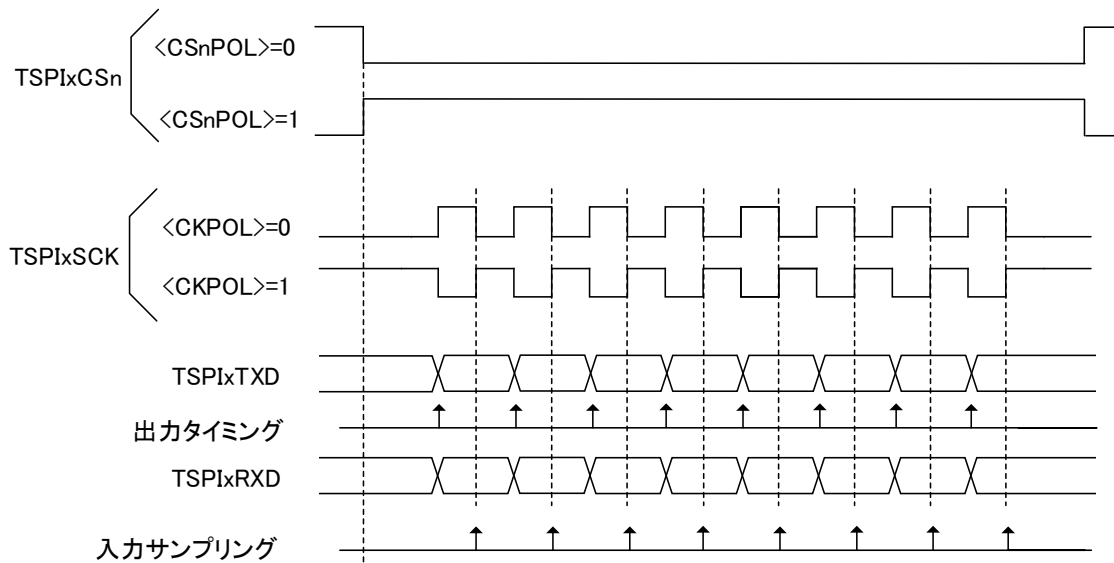 <CSnPOL>=0
TSPIxCSn
<CSnPOL>=1
<CKPOL>=0
TSPIxSCK
<CKPOL>=1
TSPIxTXD
出力タイミング
TSPIxRXD
入力サンプリング